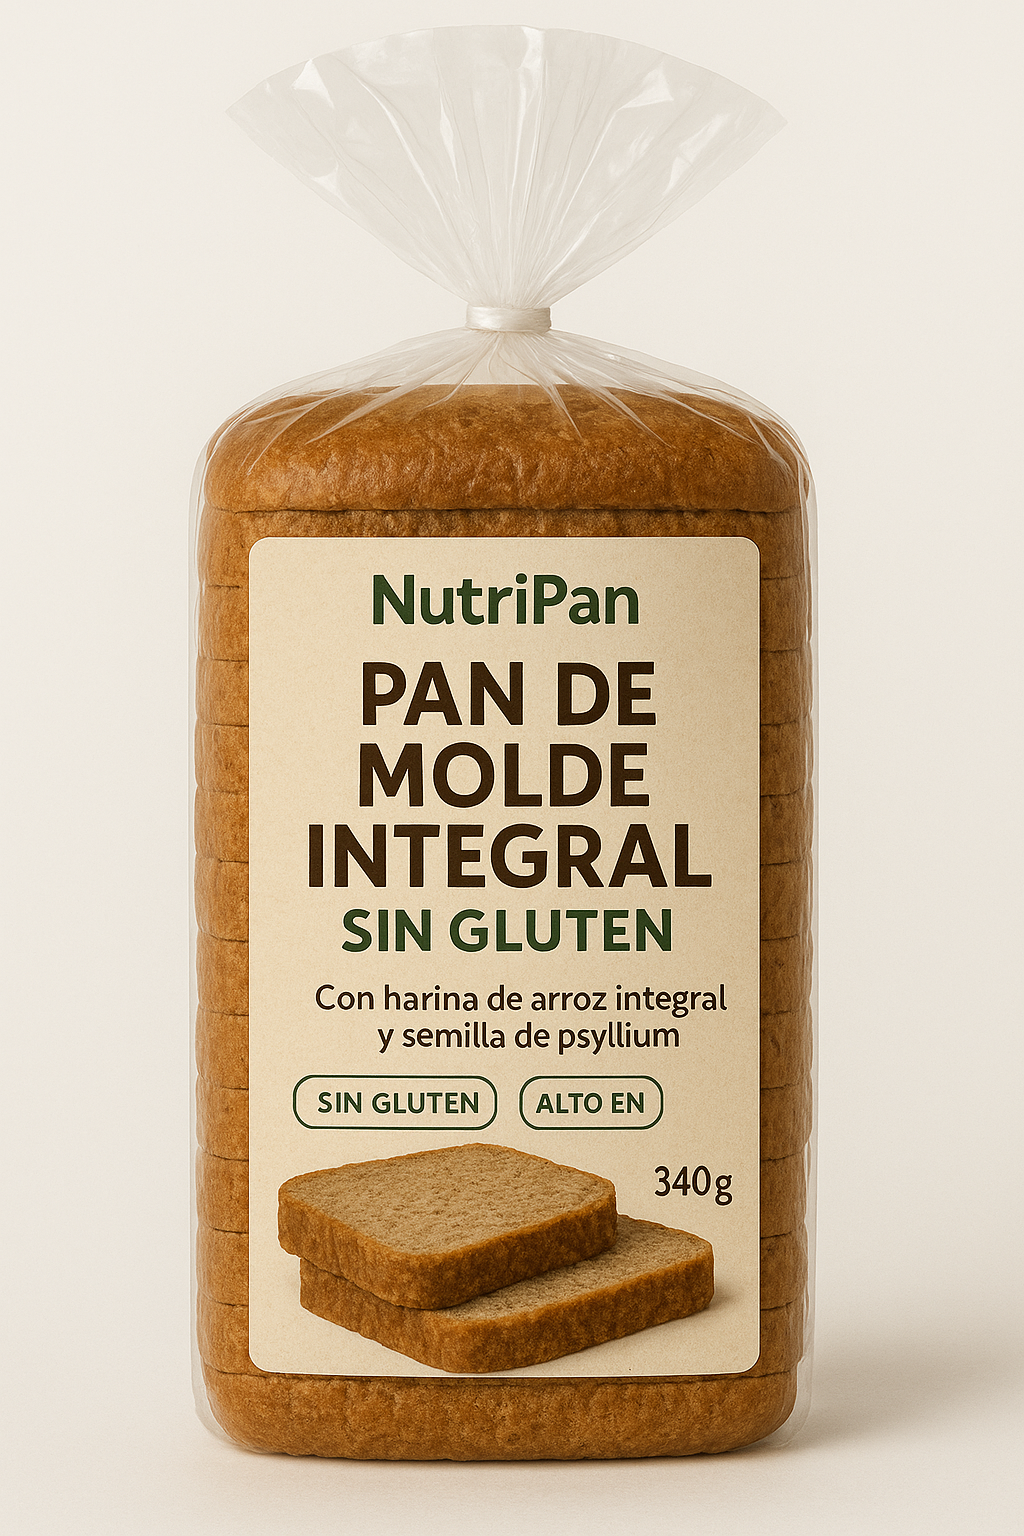 NutriPan
PAN DE
MOLDE
INTEGRAL
SIN GLUTEN
Con harina de arroz integral
y semilla de psyllium
SIN GLUTEN
ALTO EN
340g